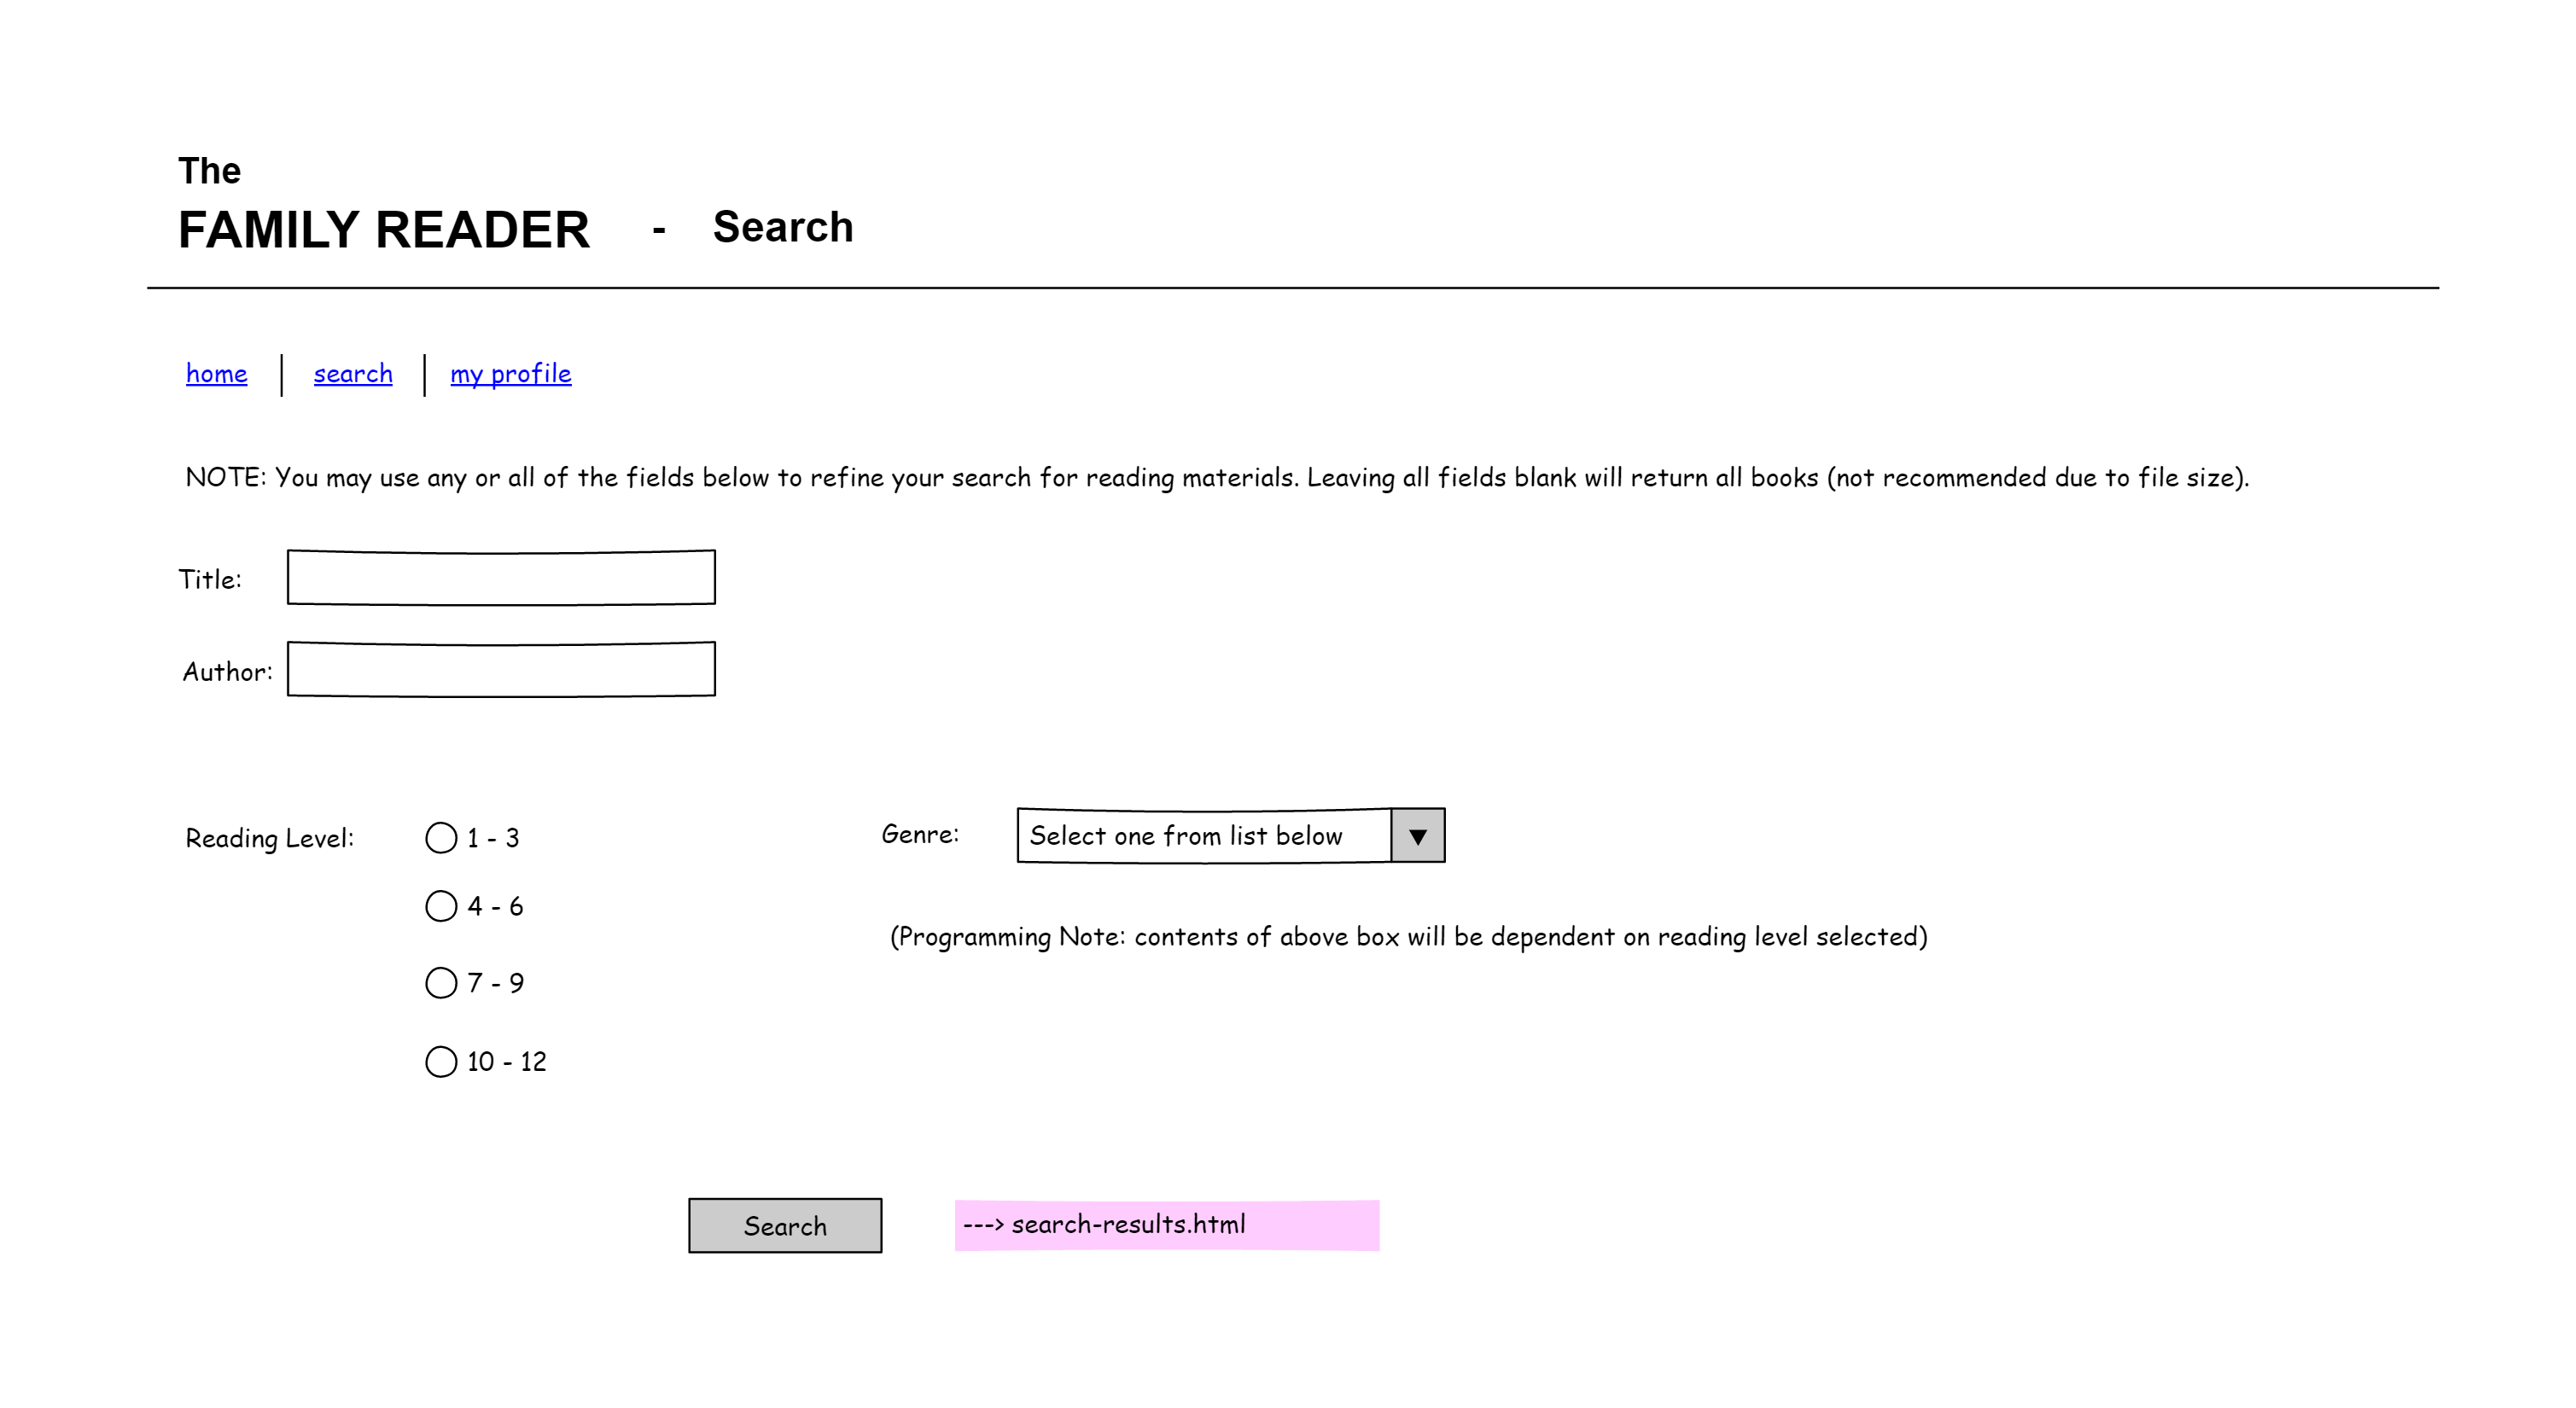 The
FAMILY READER - Search
home search my profile
NOTE: You may use any or all of the fields below to refine your search for reading materials. Leaving all fields blank will return all books (not recommended due to file size).
Title:
Author:
Reading Level: 1 - 3 Genre: Select one from list below
4 - 6
(Programming Note: contents of above box will be dependent on reading level selected)
7 - 9
10 - 12
Search ---> search-results.html